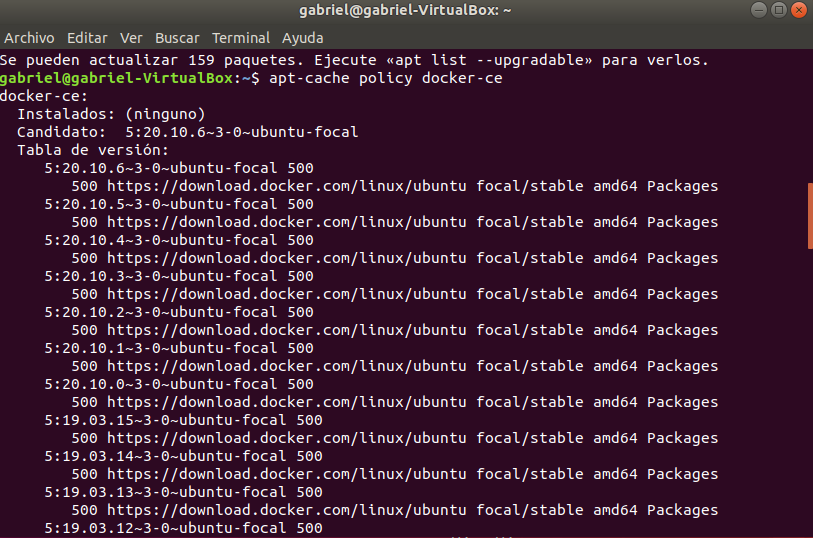 gabriel@gabriel-VirtualBox: ~
Archivo Editar Ver Buscar Terminal Ayuda
Se pueden actualizar 159 paquetes. Ejecute «apt list --upgradable» para verlos.
gabriel@gabriel-VirtualBox:~$ apt-cache policy docker-ce
docker-ce:
  Instalados: (ninguno)
  Candidato:  5:20.10.6~3-0~ubuntu-focal
  Tabla de versión:
     5:20.10.6~3-0~ubuntu-focal 500
        500 https://download.docker.com/linux/ubuntu focal/stable amd64 Packages
     5:20.10.5~3-0~ubuntu-focal 500
        500 https://download.docker.com/linux/ubuntu focal/stable amd64 Packages
     5:20.10.4~3-0~ubuntu-focal 500
        500 https://download.docker.com/linux/ubuntu focal/stable amd64 Packages
     5:20.10.3~3-0~ubuntu-focal 500
        500 https://download.docker.com/linux/ubuntu focal/stable amd64 Packages
     5:20.10.2~3-0~ubuntu-focal 500
        500 https://download.docker.com/linux/ubuntu focal/stable amd64 Packages
     5:20.10.1~3-0~ubuntu-focal 500
        500 https://download.docker.com/linux/ubuntu focal/stable amd64 Packages
     5:20.10.0~3-0~ubuntu-focal 500
        500 https://download.docker.com/linux/ubuntu focal/stable amd64 Packages
     5:19.03.15~3-0~ubuntu-focal 500
        500 https://download.docker.com/linux/ubuntu focal/stable amd64 Packages
     5:19.03.14~3-0~ubuntu-focal 500
        500 https://download.docker.com/linux/ubuntu focal/stable amd64 Packages
     5:19.03.13~3-0~ubuntu-focal 500
        500 https://download.docker.com/linux/ubuntu focal/stable amd64 Packages
     5:19.03.12~3-0~ubuntu-focal 500